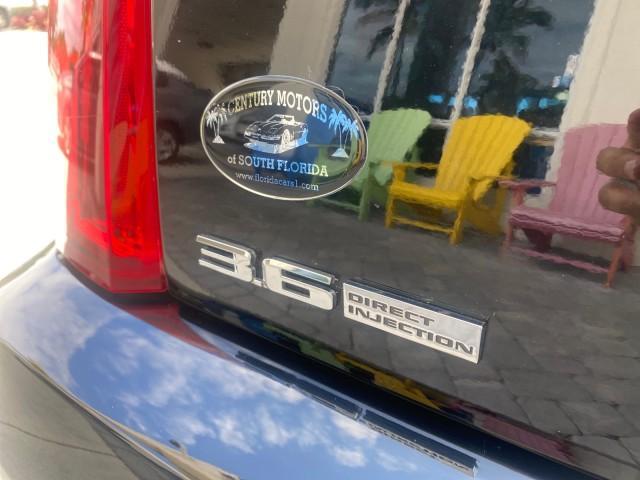 CENTURY MOTORS
of SOUTH FLORIDA
www.floridacars1.com
3.6
DIRECT
INJECTION